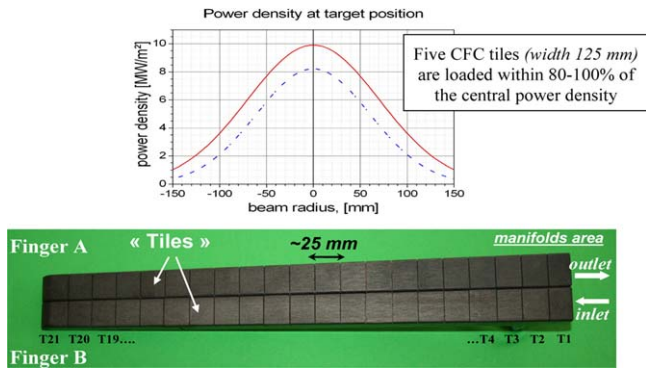 Power density at target position
power density [MW/m²]
10
8
6
4
2
0
-150 -100 -50 0 50 100 150
beam radius, [mm]
Five CFC tiles (width 125 mm)
are loaded within 80-100% of
the central power density
Finger A
« Tiles »
~25 mm
manifolds area
outlet
inlet
T21 T20 T19.... ...T4 T3 T2 T1
Finger B